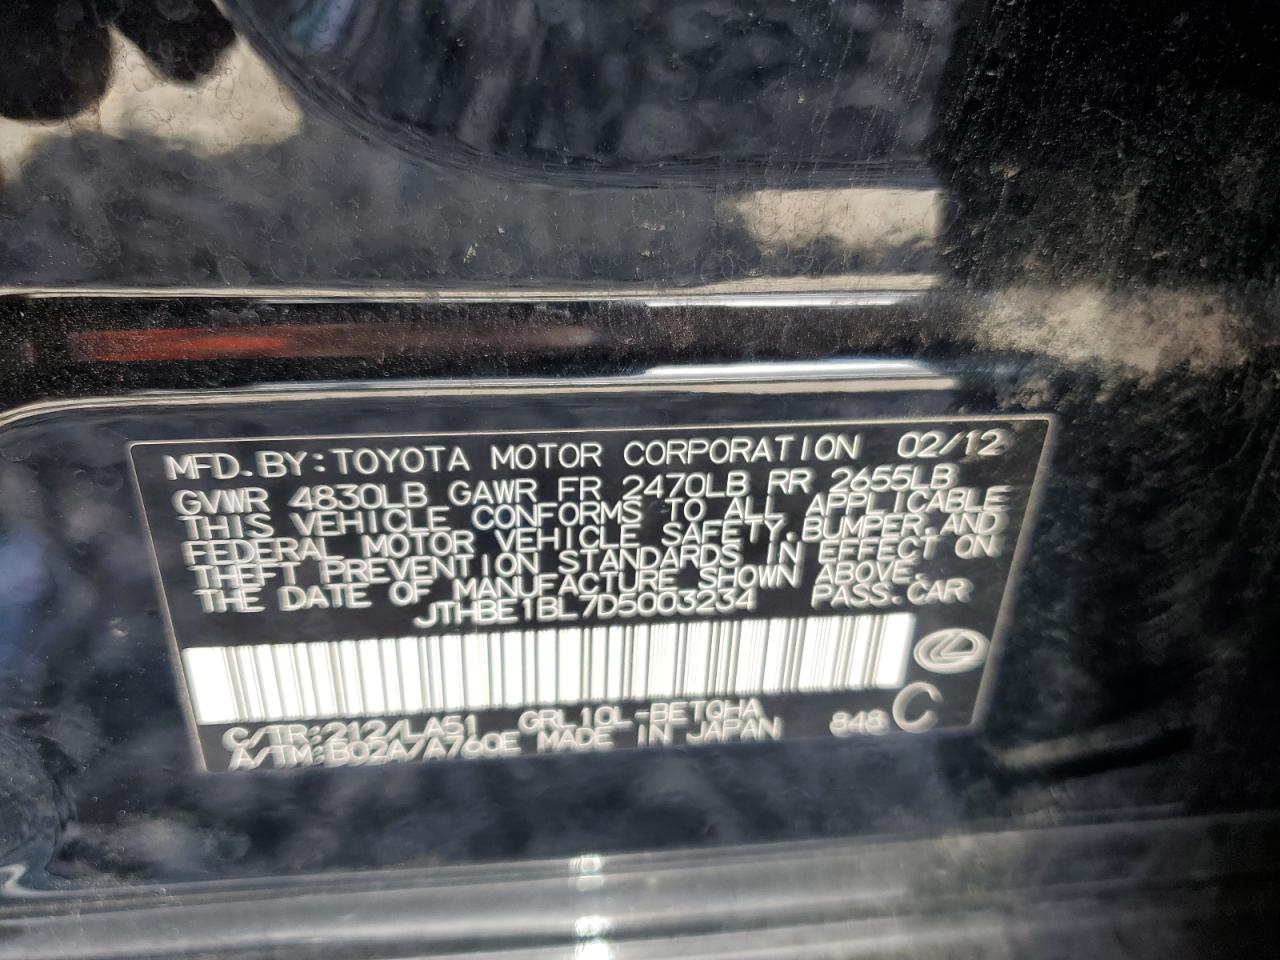 MFD.BY:TOYOTA MOTOR CORPORATION 02/12
GVWR 4830LB GAWR FR 2470LB RR 2655LB
THIS VEHICLE CONFORMS TO ALL APPLICABLE
FEDERAL MOTOR VEHICLE SAFETY,BUMPER,AND
THEFT PREVENTION STANDARDS IN EFFECT ON
THE DATE OF MANUFACTURE SHOWN ABOVE.
JTHBE1BL7D5003234 PASS.CAR
C/TR:212/LA51 GRL10L-BETQHA
A/TM:B02A/A760E MADE IN JAPAN 848 C